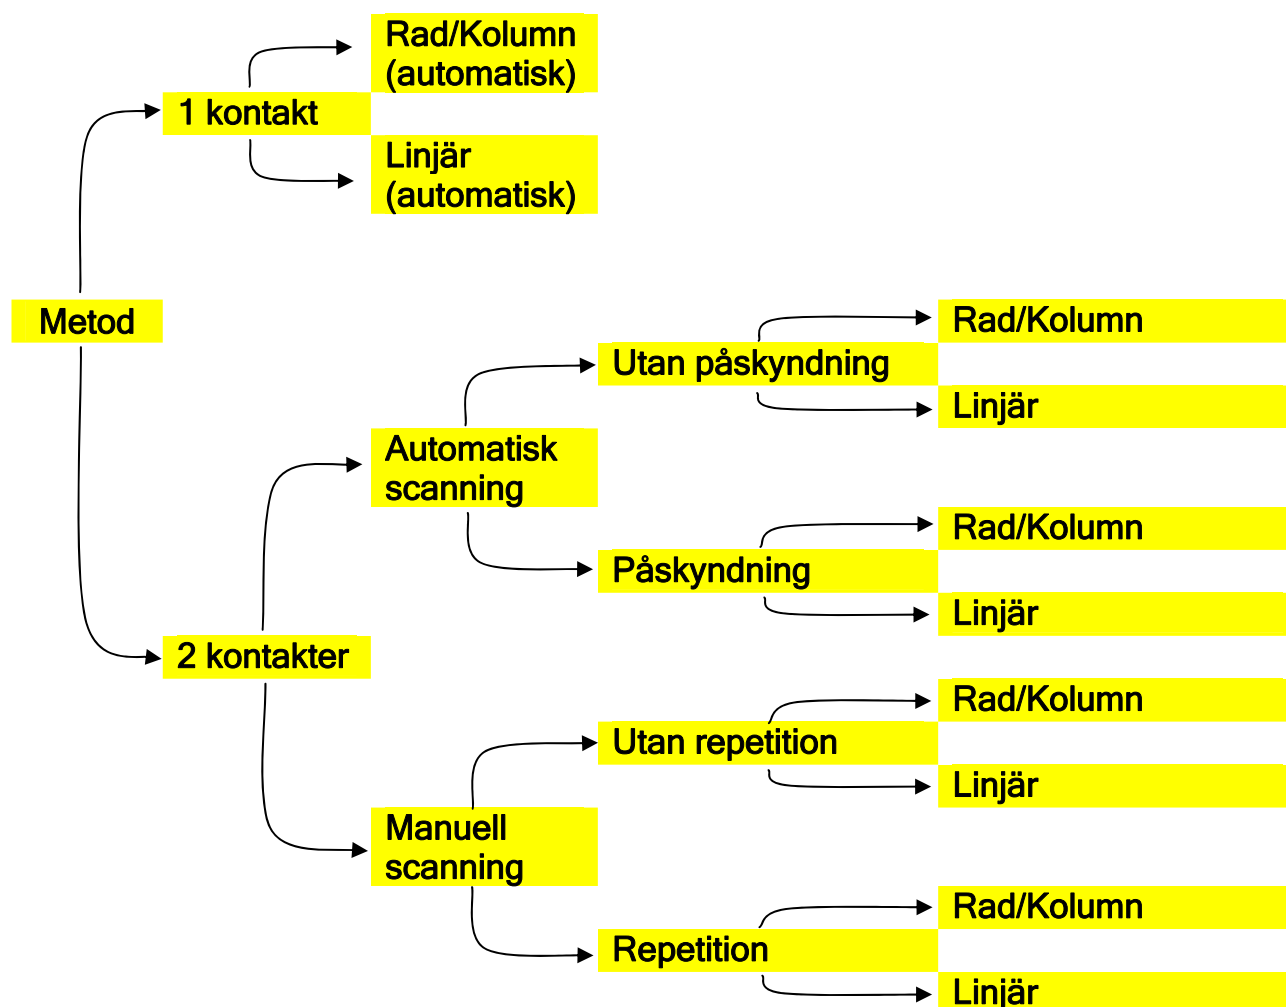 Rad/Kolumn
(automatisk)
1 kontakt
Linjär
(automatisk)
Metod
Rad/Kolumn
Utan påskyndning
Linjär
Automatisk
scanning
Rad/Kolumn
Påskyndning
Linjär
2 kontakter
Rad/Kolumn
Utan repetition
Linjär
Manuell
scanning
Rad/Kolumn
Repetition
Linjär